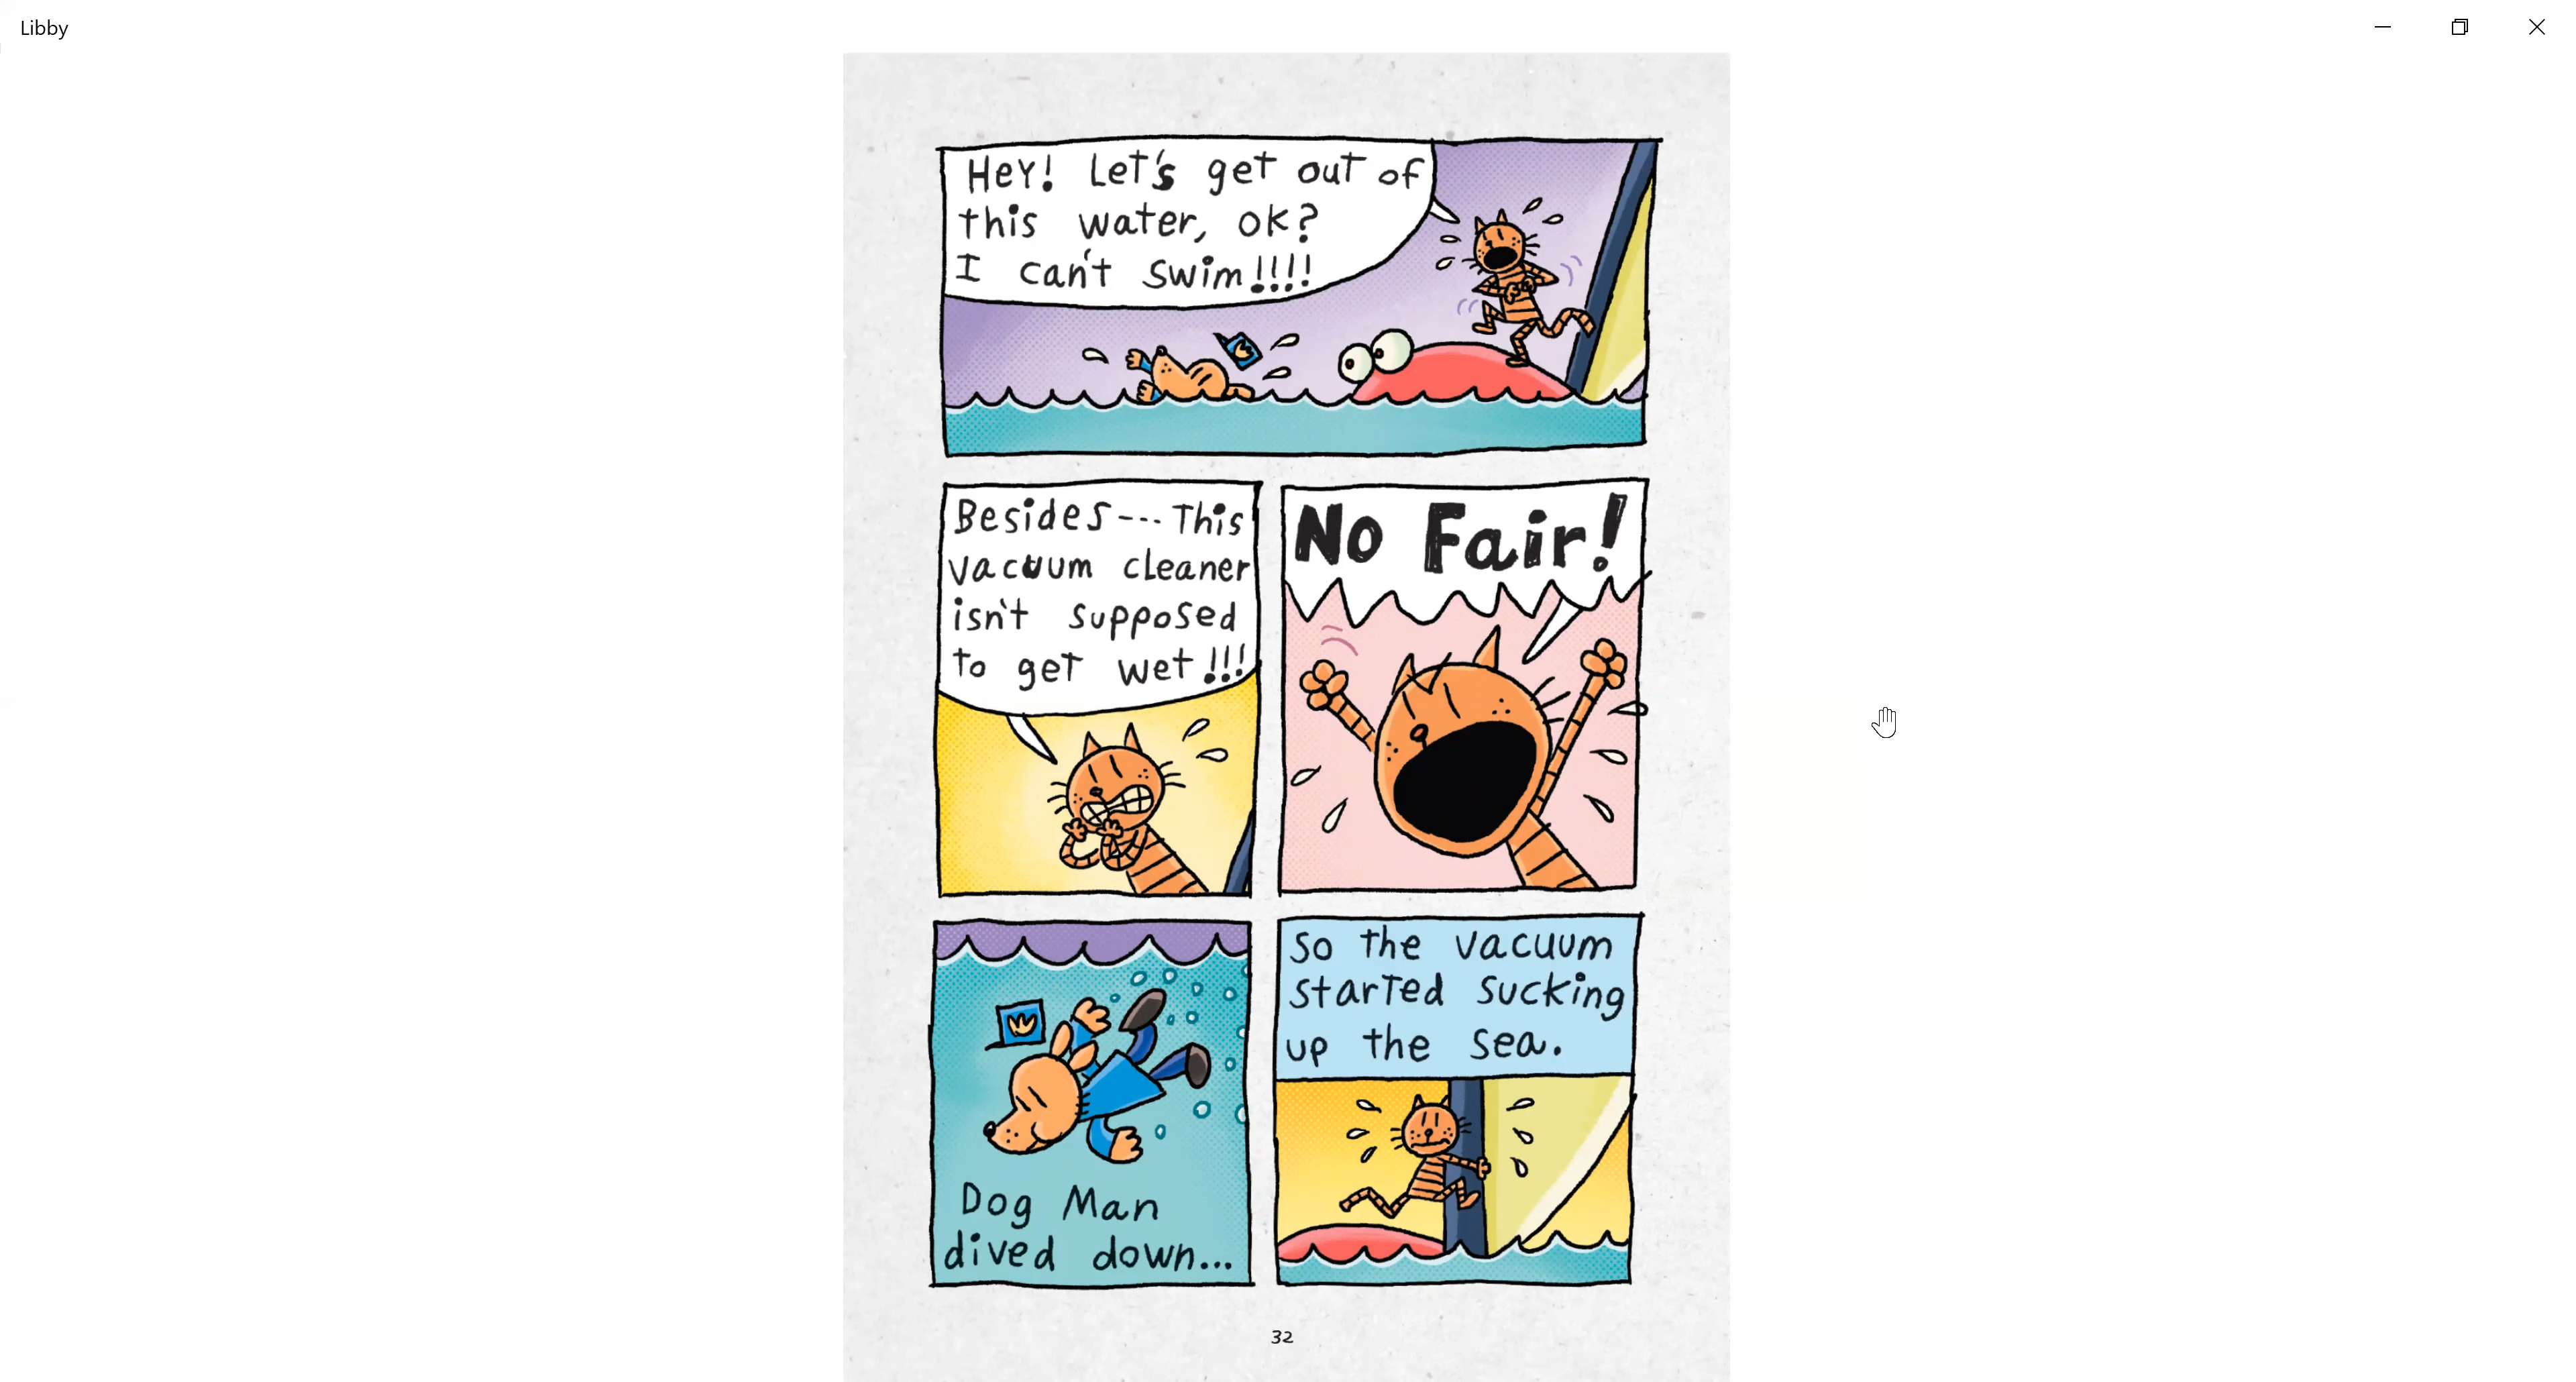 Libby
Hey! Let's get out of
this water, ok?
I can't swim!!!!
Besides--- This
vacuum cleaner
isn't supposed
to get wet!!!
No Fair!
Dog Man
dived down...
So the vacuum
started sucking
up the sea.
32